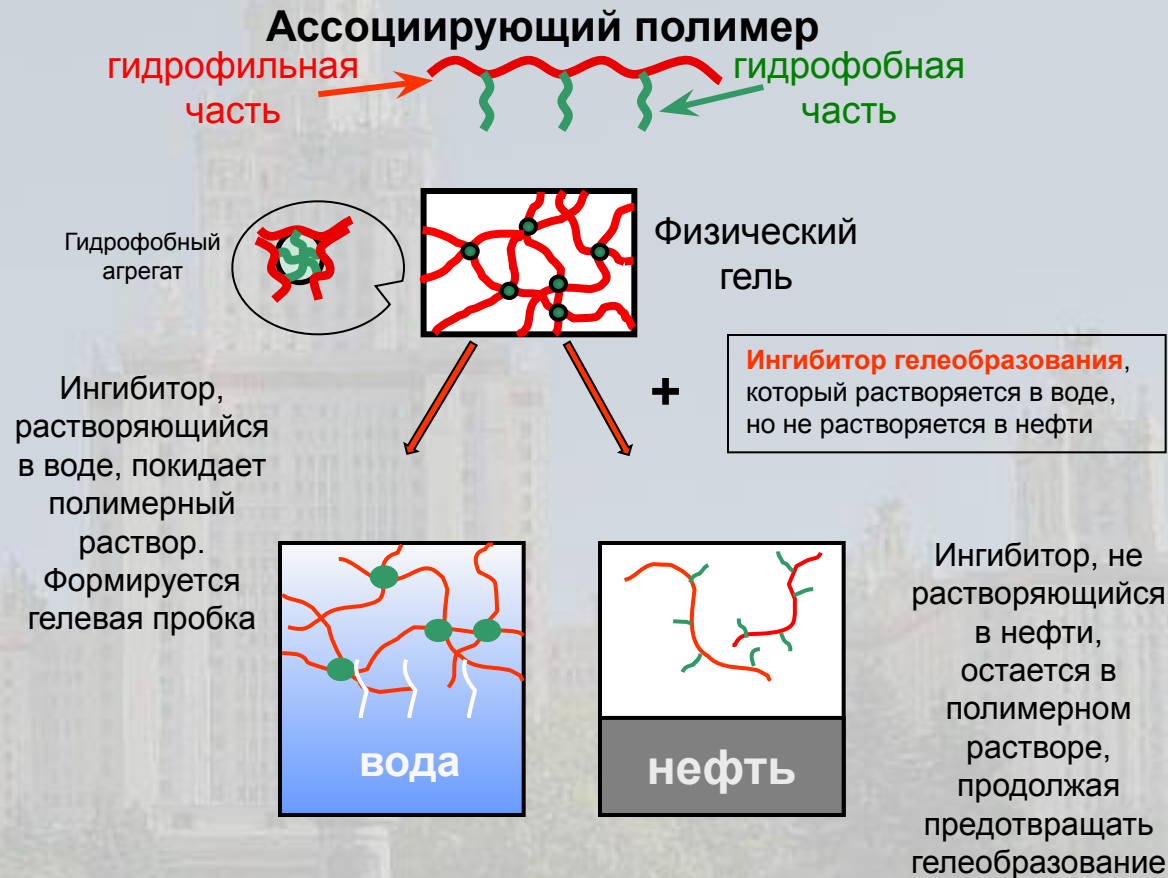 Ассоциирующий полимер
гидрофильная
часть
гидрофобная
часть
Гидрофобный
агрегат
Физический
гель
+
Ингибитор гелеобразования,
который растворяется в воде,
но не растворяется в нефти
Ингибитор,
растворяющийся
в воде, покидает
полимерный
раствор.
Формируется
гелевая пробка
вода
нефть
Ингибитор, не
растворяющийся
в нефти,
остается в
полимерном
растворе,
продолжая
предотвращать
гелеобразование